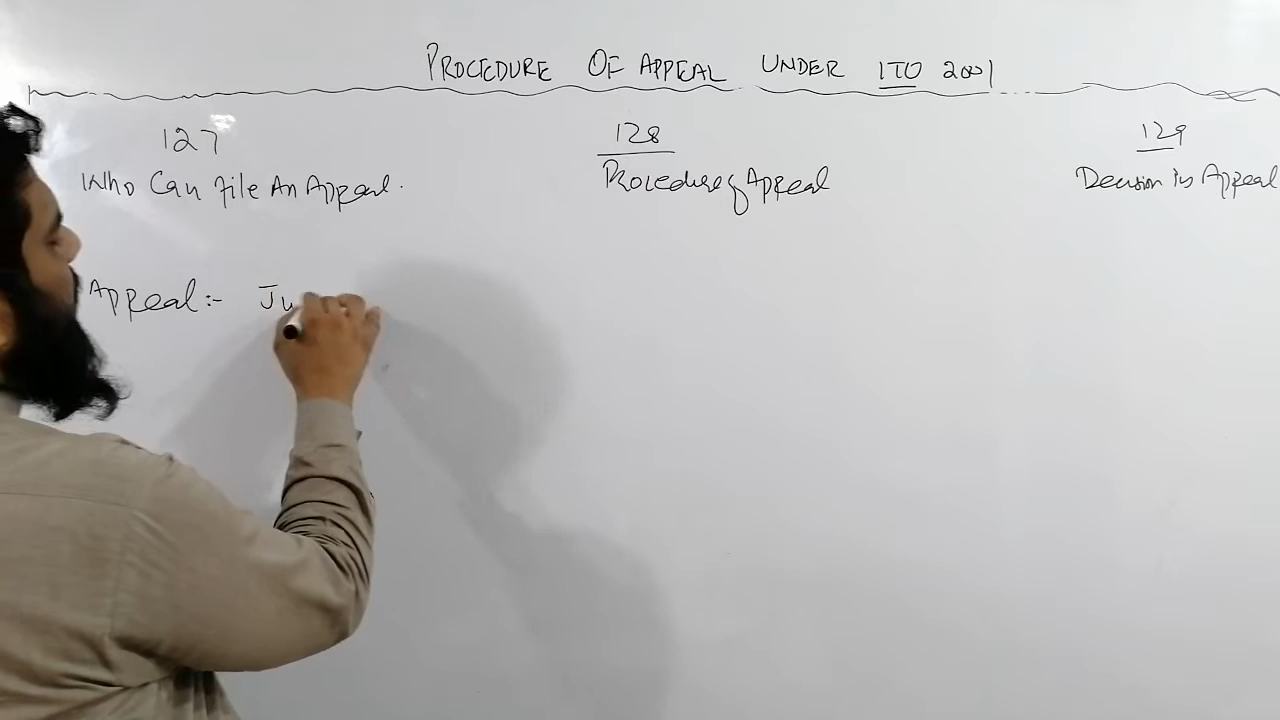 PROCEDURE OF APPEAL UNDER ITO 2001
127
Who Can File An Appeal.
128
Procedure of Appeal
129
Decision in Appeal
Appeal:- Ju